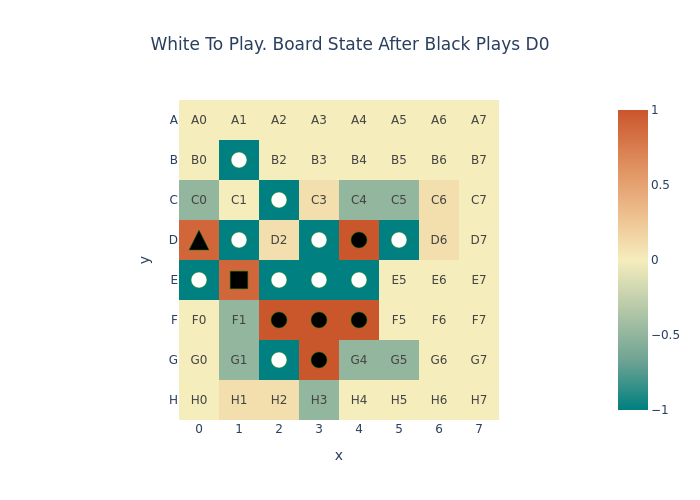 White To Play. Board State After Black Plays D0
A A0 A1 A2 A3 A4 A5 A6 A7
B B0 B2 B3 B4 B5 B6 B7
C C0 C1 C3 C4 C5 C6 C7
D D2 D6 D7
E E5 E6 E7
F F0 F1 F5 F6 F7
G G0 G1 G4 G5 G6 G7
H H0 H1 H2 H3 H4 H5 H6 H7
0 1 2 3 4 5 6 7
x
y
1
0.5
0
−0.5
−1